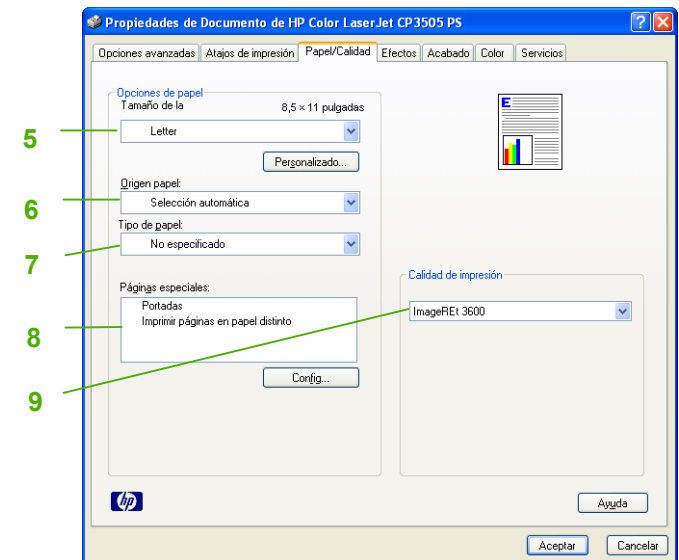 Propiedades de Documento de HP Color LaserJet CP3505 PS
Opciones avanzadas Atajos de impresión Papel/Calidad Efectos Acabado Color Servicios
Opciones de papel
Tamaño de la 8,5 × 11 pulgadas
5
Letter
Personalizado...
Origen papel:
6
Selección automática
Tipo de papel:
7
No especificado
Páginas especiales:
8
Portadas
Imprimir páginas en papel distinto
Config...
E
Calidad de impresión
9
ImageREt 3600
hp
Ayuda
Aceptar Cancelar